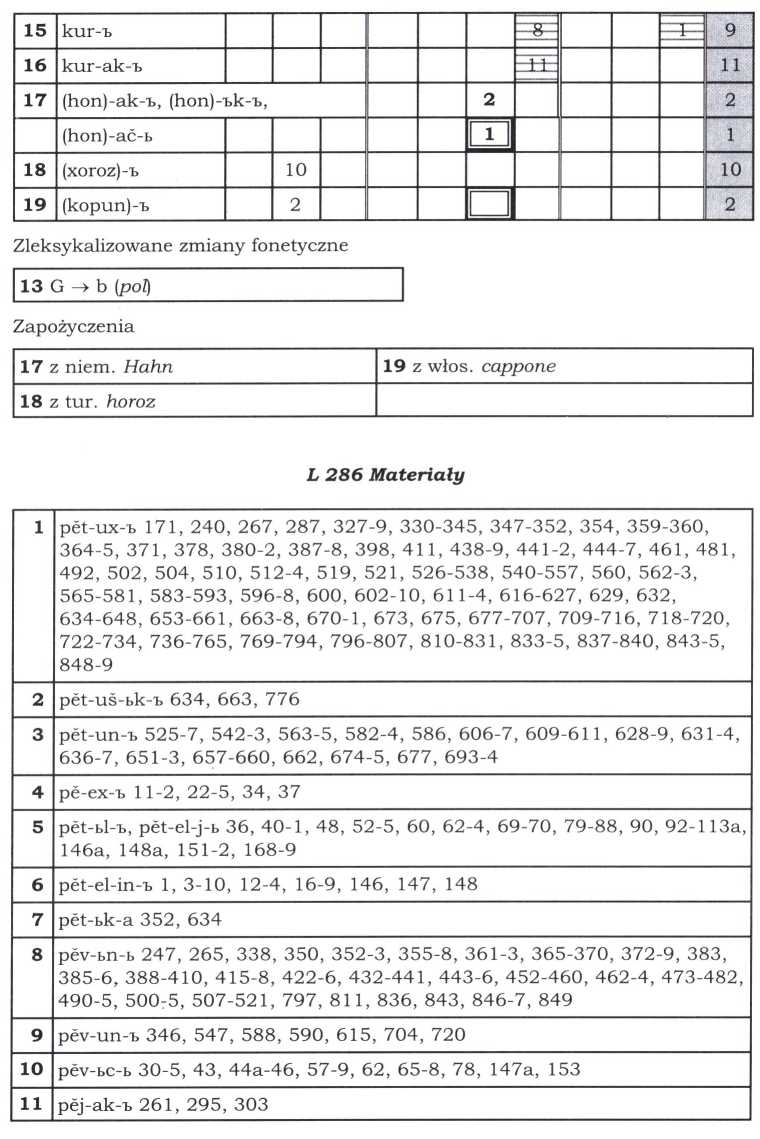 15 kur-ъ 8 1 9
16 kur-ak-ъ 11 11
17 (hon)-ak-ъ, (hon)-ъk-ъ, 2 2
(hon)-ač-ь 1 1
18 (xoroz)-ъ 10 10
19 (kopun)-ъ 2 2
Zleksykalizowane zmiany fonetyczne
13 G → b (pol)
Zapożyczenia
17 z niem. Hahn 19 z włos. cappone
18 z tur. horoz
L 286 Materiały
1 pět-ux-ъ 171, 240, 267, 287, 327-9, 330-345, 347-352, 354, 359-360,
364-5, 371, 378, 380-2, 387-8, 398, 411, 438-9, 441-2, 444-7, 461, 481,
492, 502, 504, 510, 512-4, 519, 521, 526-538, 540-557, 560, 562-3,
565-581, 583-593, 596-8, 600, 602-10, 611-4, 616-627, 629, 632,
634-648, 653-661, 663-8, 670-1, 673, 675, 677-707, 709-716, 718-720,
722-734, 736-765, 769-794, 796-807, 810-831, 833-5, 837-840, 843-5,
848-9
2 pět-uš-ьk-ъ 634, 663, 776
3 pět-un-ъ 525-7, 542-3, 563-5, 582-4, 586, 606-7, 609-611, 628-9, 631-4,
636-7, 651-3, 657-660, 662, 674-5, 677, 693-4
4 pě-ex-ъ 11-2, 22-5, 34, 37
5 pět-ьl-ъ, pět-el-j-ь 36, 40-1, 48, 52-5, 60, 62-4, 69-70, 79-88, 90, 92-113a,
146a, 148a, 151-2, 168-9
6 pět-el-in-ъ 1, 3-10, 12-4, 16-9, 146, 147, 148
7 pět-ьk-a 352, 634
8 pěv-ьn-ь 247, 265, 338, 350, 352-3, 355-8, 361-3, 365-370, 372-9, 383,
385-6, 388-410, 415-8, 422-6, 432-441, 443-6, 452-460, 462-4, 473-482,
490-5, 500-5, 507-521, 797, 811, 836, 843, 846-7, 849
9 pěv-un-ъ 346, 547, 588, 590, 615, 704, 720
10 pěv-ьc-ь 30-5, 43, 44a-46, 57-9, 62, 65-8, 78, 147a, 153
11 pěj-ak-ъ 261, 295, 303